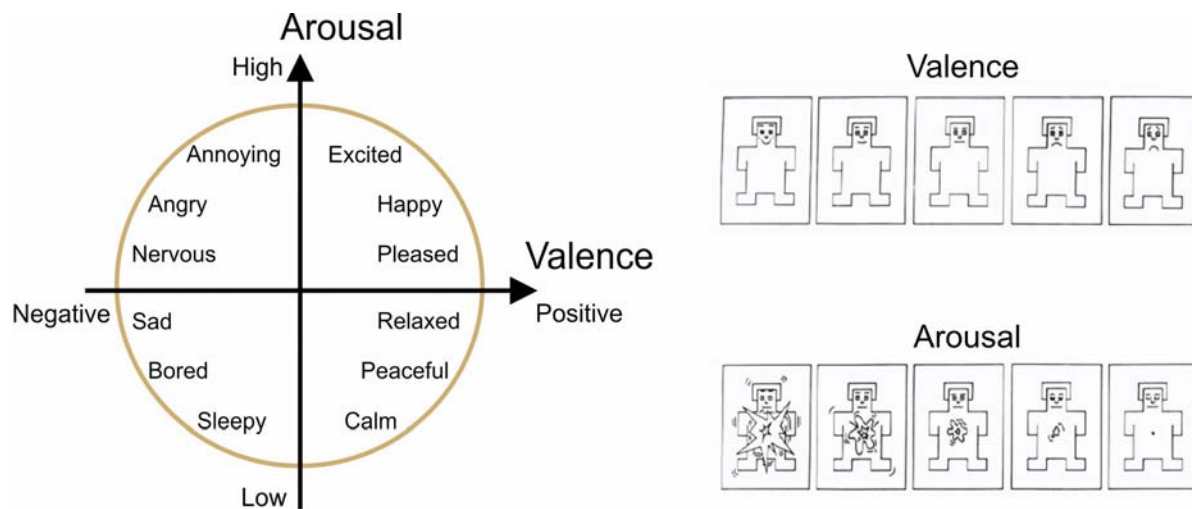 Arousal
High
Annoying
Excited
Angry
Happy
Nervous
Pleased
Valence
Negative
Positive
Sad
Relaxed
Bored
Peaceful
Sleepy
Calm
Low
Valence
Arousal